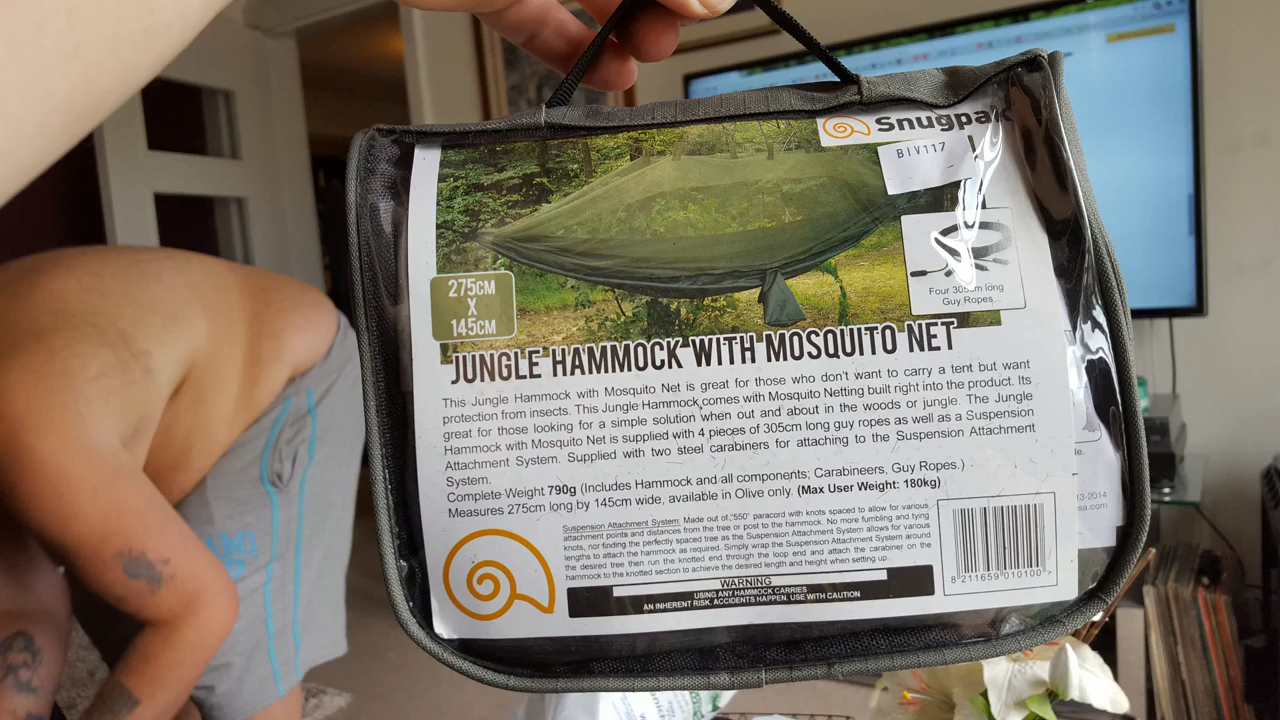 Snugpak
BIV117
275CM
X
145CM
Four 305cm long
Guy Ropes...
JUNGLE HAMMOCK WITH MOSQUITO NET
This Jungle Hammock with Mosquito Net is great for those who don't want to carry a tent but want
protection from insects. This Jungle Hammock comes with Mosquito Netting built right into the product. Its
great for those looking for a simple solution when out and about in the woods or jungle. The Jungle
Hammock with Mosquito Net is supplied with 4 pieces of 305cm long guy ropes as well as a Suspension
Attachment System. Supplied with two steel carabiners for attaching to the Suspension Attachment
System.
Complete Weight 790g (Includes Hammock and all components; Carabineers, Guy Ropes.)
Measures 275cm long by 145cm wide, available in Olive only. (Max User Weight: 180kg)
Suspension Attachment System: Made out of "550" paracord with knots spaced to allow for various
attachment points and distances from the tree or post to the hammock. No more fumbling and tying
knots, nor finding the perfectly spaced tree as the Suspension Attachment System allows for various
lengths to attach the hammock as required. Simply wrap the Suspension Attachment System around
the desired tree then run the knotted end through the loop end and attach the carabiner on the
hammock to the knotted section to achieve the desired length and height when setting up.
WARNING
USING ANY HAMMOCK CARRIES
AN INHERENT RISK. ACCIDENTS HAPPEN. USE WITH CAUTION
8 211659 010100 >
le.
13-2014
sa.com